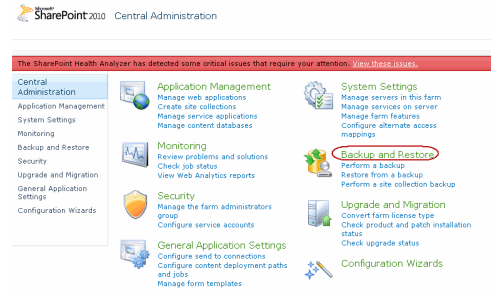 Microsoft
SharePoint 2010 Central Administration
The SharePoint Health Analyzer has detected some critical issues that require your attention. View these issues.
Central
Administration
Application Management
System Settings
Monitoring
Backup and Restore
Security
Upgrade and Migration
General Application
Settings
Configuration Wizards
Application Management
Manage web applications
Create site collections
Manage service applications
Manage content databases
Monitoring
Review problems and solutions
Check job status
View Web Analytics reports
Security
Manage the farm administrators
group
Configure service accounts
General Application Settings
Configure send to connections
Configure content deployment paths
and jobs
Manage form templates
System Settings
Manage servers in this farm
Manage services on server
Manage farm features
Configure alternate access
mappings
Backup and Restore
Perform a backup
Restore from a backup
Perform a site collection backup
Upgrade and Migration
Convert farm license type
Check product and patch installation
status
Check upgrade status
Configuration Wizards